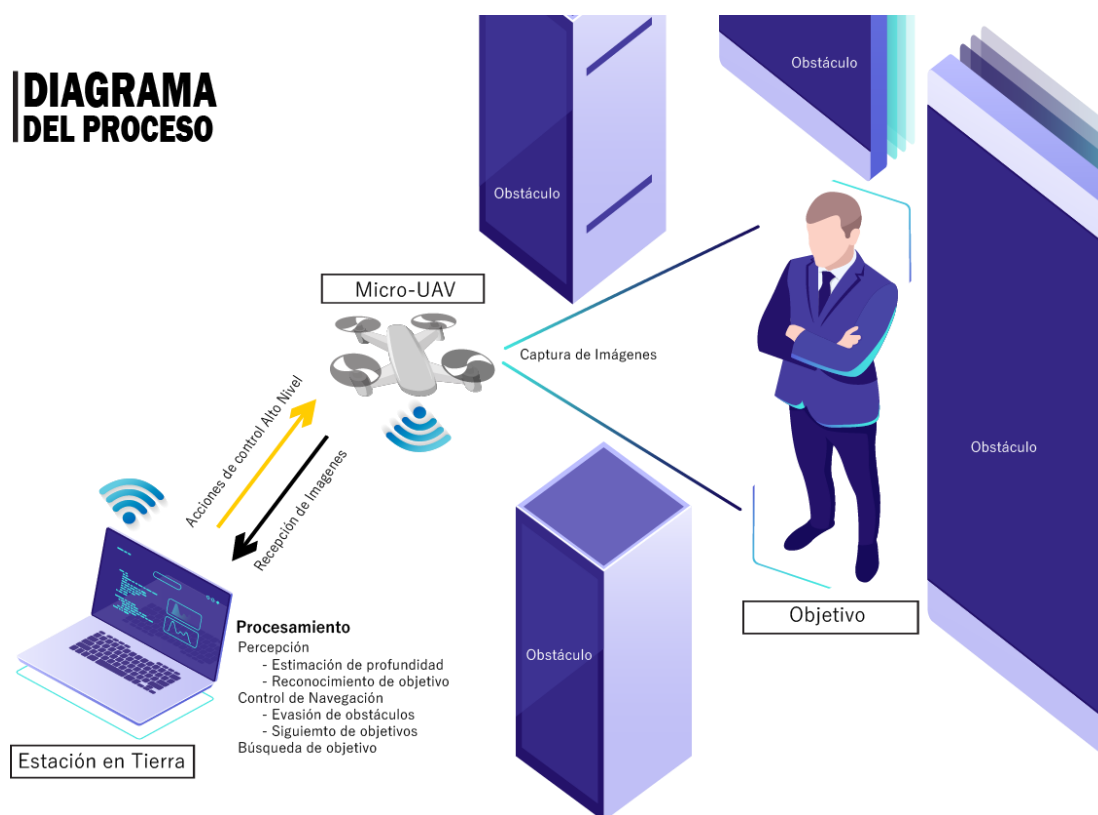 DIAGRAMA
DEL PROCESO
Obstáculo
Obstáculo
Obstáculo
Micro-UAV
Captura de Imágenes
Acciones de control Alto Nivel
Recepción de Imagenes
Objetivo
Obstáculo
Procesamiento
Percepción
- Estimación de profundidad
- Reconocimiento de objetivo
Control de Navegación
- Evasión de obstáculos
- Siguiemto de objetivos
Búsqueda de objetivo
Estación en Tierra